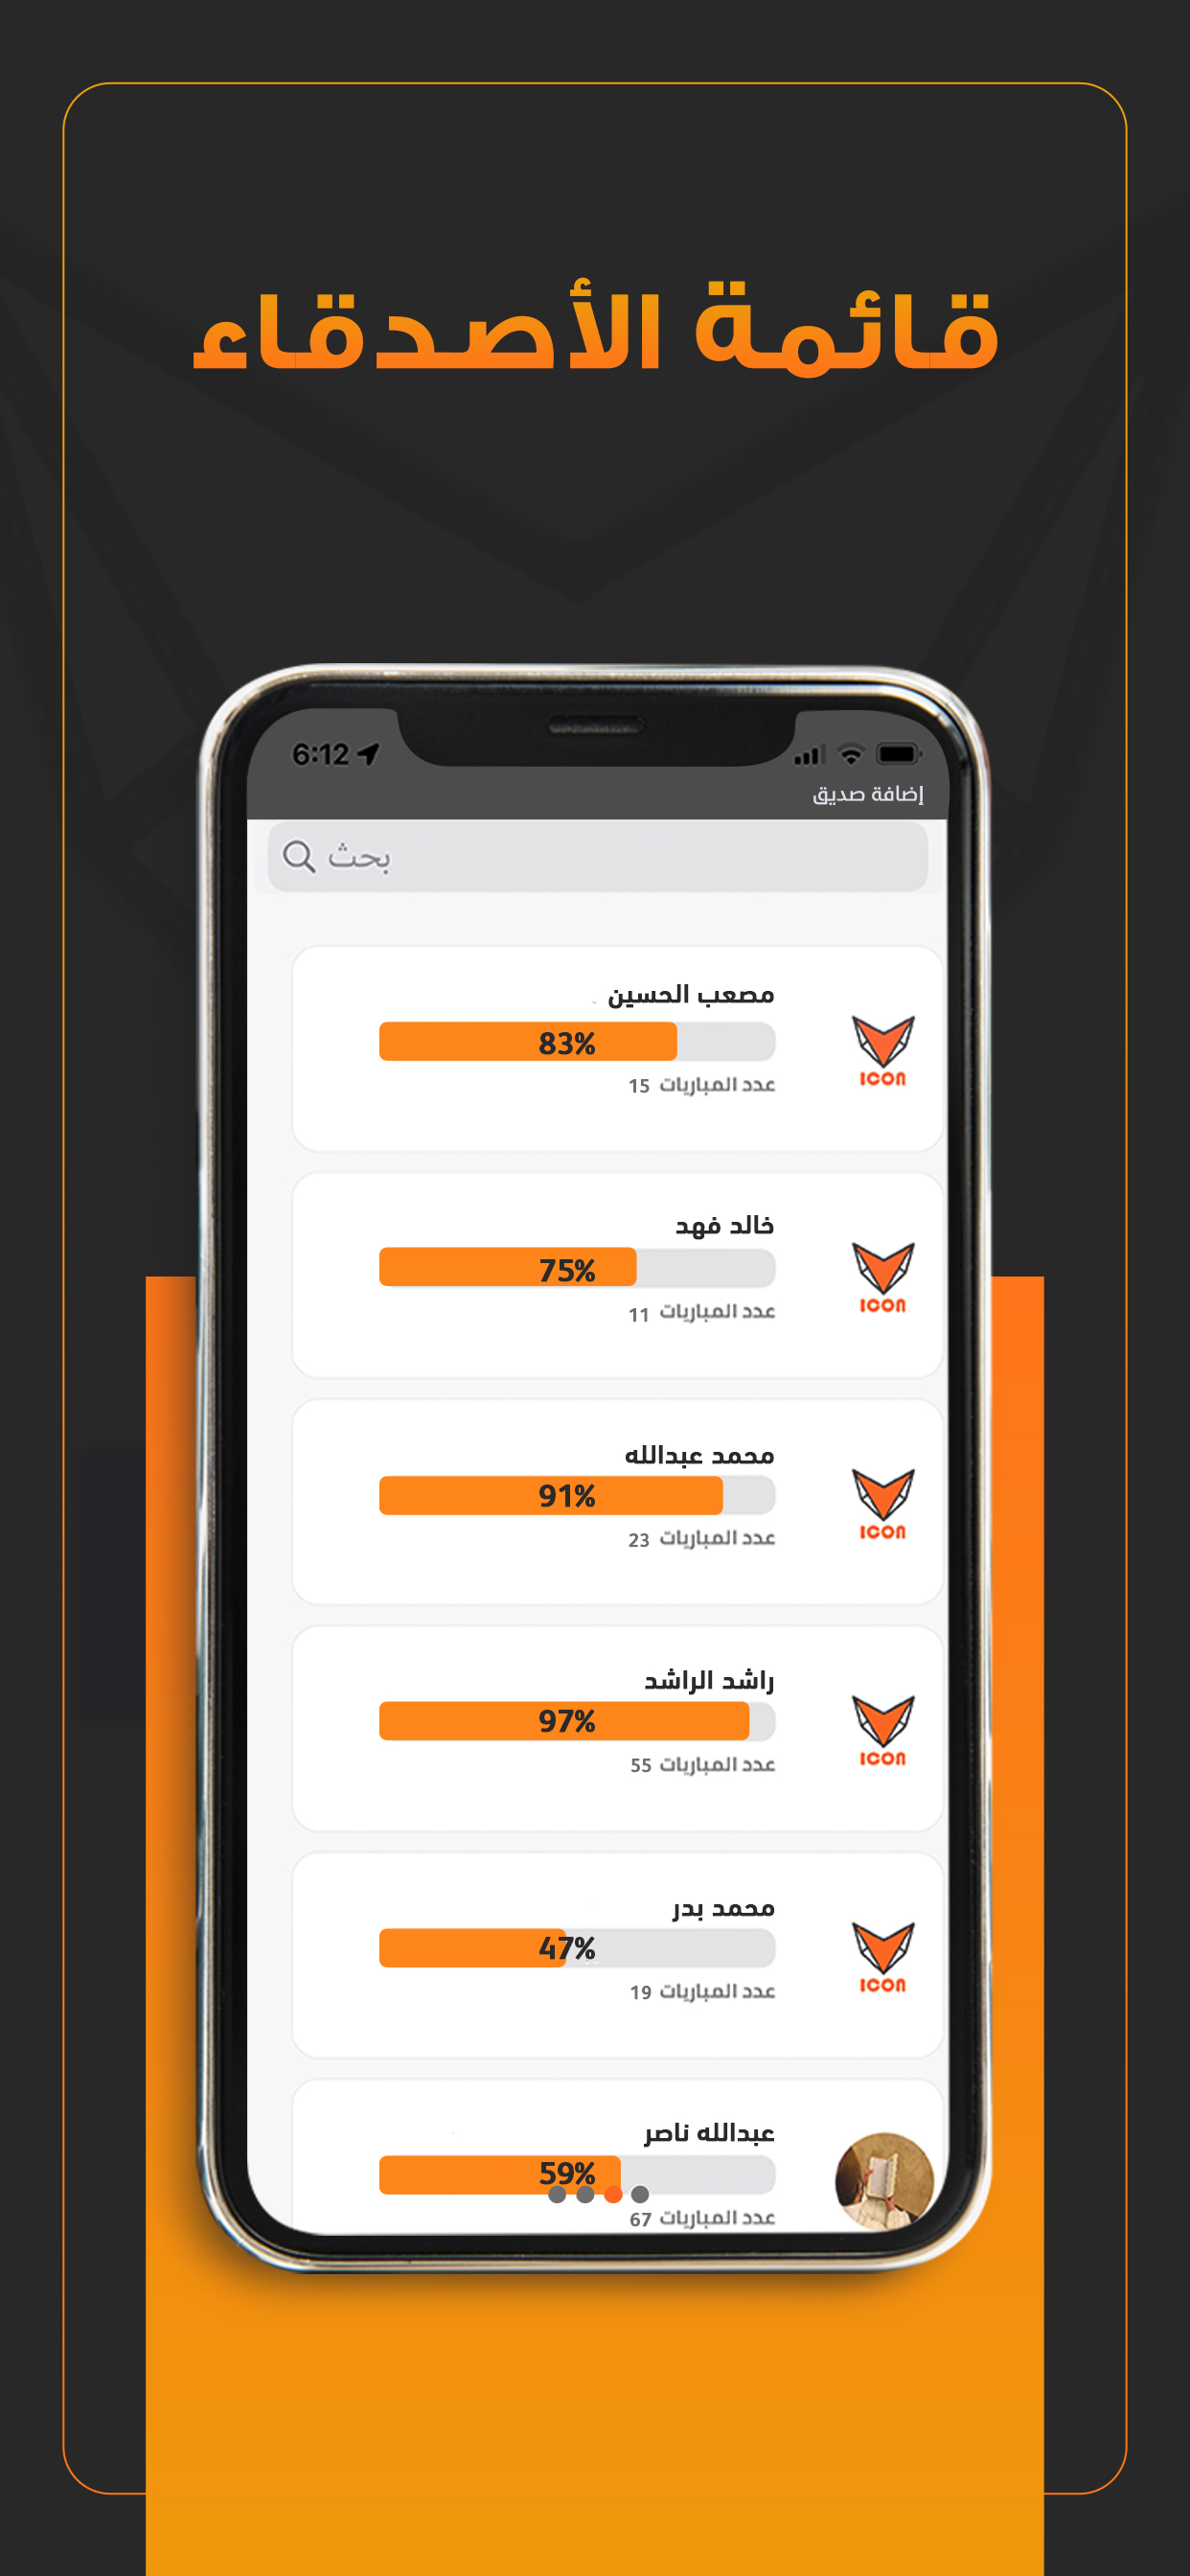 قائمة الأصدقاء
6:12
إضافة صديق
بحث
مصعب الحسين
83%
عدد المباريات 15
ICON
خالد فهد
75%
عدد المباريات 11
ICON
محمد عبدالله
91%
عدد المباريات 23
ICON
راشد الراشد
97%
عدد المباريات 55
ICON
محمد بدر
47%
عدد المباريات 19
ICON
عبدالله ناصر
59%
عدد المباريات 67